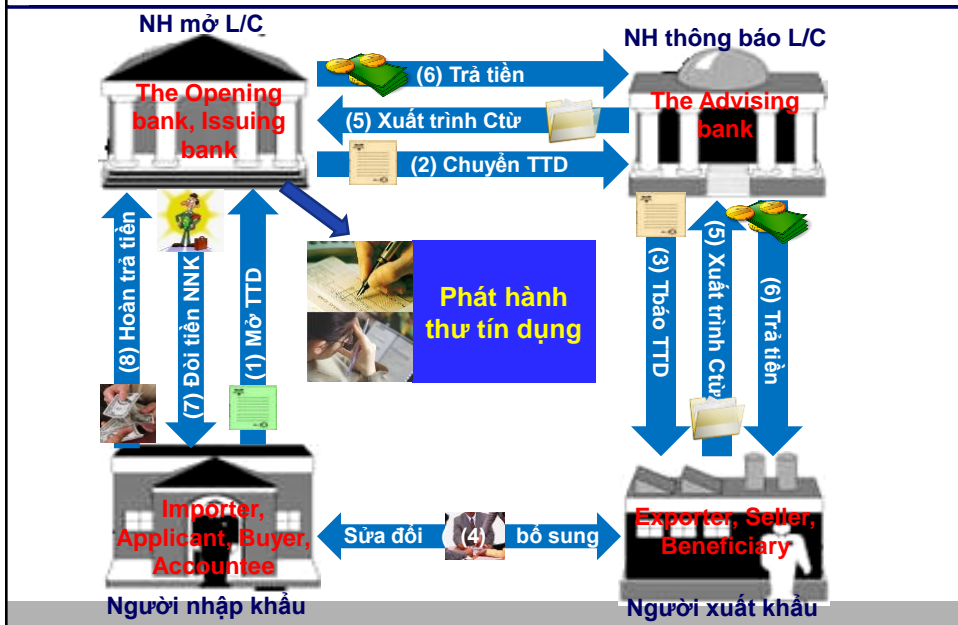 NH mở L/C
NH thông báo L/C
The Opening
bank, Issuing
bank
(6) Trả tiền
(5) Xuất trình Ctừ
(2) Chuyển TTD
The Advising
bank
(8) Hoàn trả tiền
(7) Đòi tiền NNK
(1) Mở TTD
Phát hành
thư tín dụng
(3) Tbáo TTD
(5) Xuất trình Ctừ
(6) Trả tiền
Importer,
Applicant, Buyer,
Accountee
Sửa đổi (4) bổ sung
Exporter, Seller,
Beneficiary
Người nhập khẩu
Người xuất khẩu